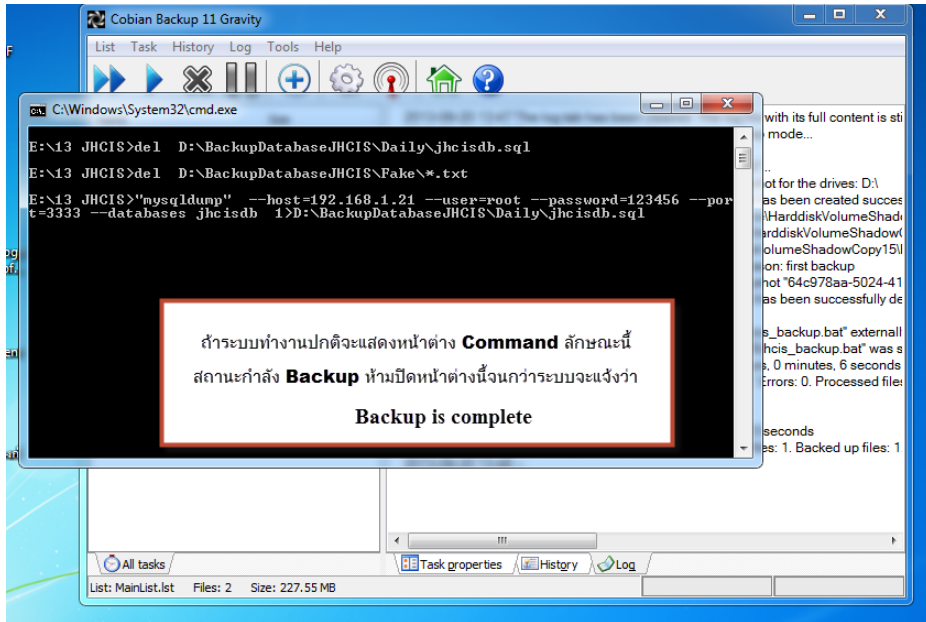 Cobian Backup 11 Gravity
List Task History Log Tools Help
C:\Windows\System32\cmd.exe
E:\13 JHCIS>del D:\BackupDatabaseJHCIS\Daily\jhcisdb.sql
E:\13 JHCIS>del D:\BackupDatabaseJHCIS\Fake\*.txt
E:\13 JHCIS>"mysqldump" --host=192.168.1.21 --user=root --password=123456 --por
t=3333 --databases jhcisdb 1>D:\BackupDatabaseJHCIS\Daily\jhcisdb.sql
ถ้าระบบทำงานปกติจะแสดงหน้าต่าง Command ลักษณะนี้
สถานะกำลัง Backup ห้ามปิดหน้าต่างนี้จนกว่าระบบจะแจ้งว่า
Backup is complete
with its full content is sti
mode...
ot for the drives: D:\
as been created succes
\HarddiskVolumeShad
arddiskVolumeShadow
olumeShadowCopy15\
on: first backup
not "64c978aa-5024-41
as been successfully de
s_backup.bat" externall
hcis_backup.bat" was s
s, 0 minutes, 6 seconds
Errors: 0. Processed file
seconds
es: 1. Backed up files: 1
All tasks
Task properties History Log
List: MainList.lst Files: 2 Size: 227.55 MB